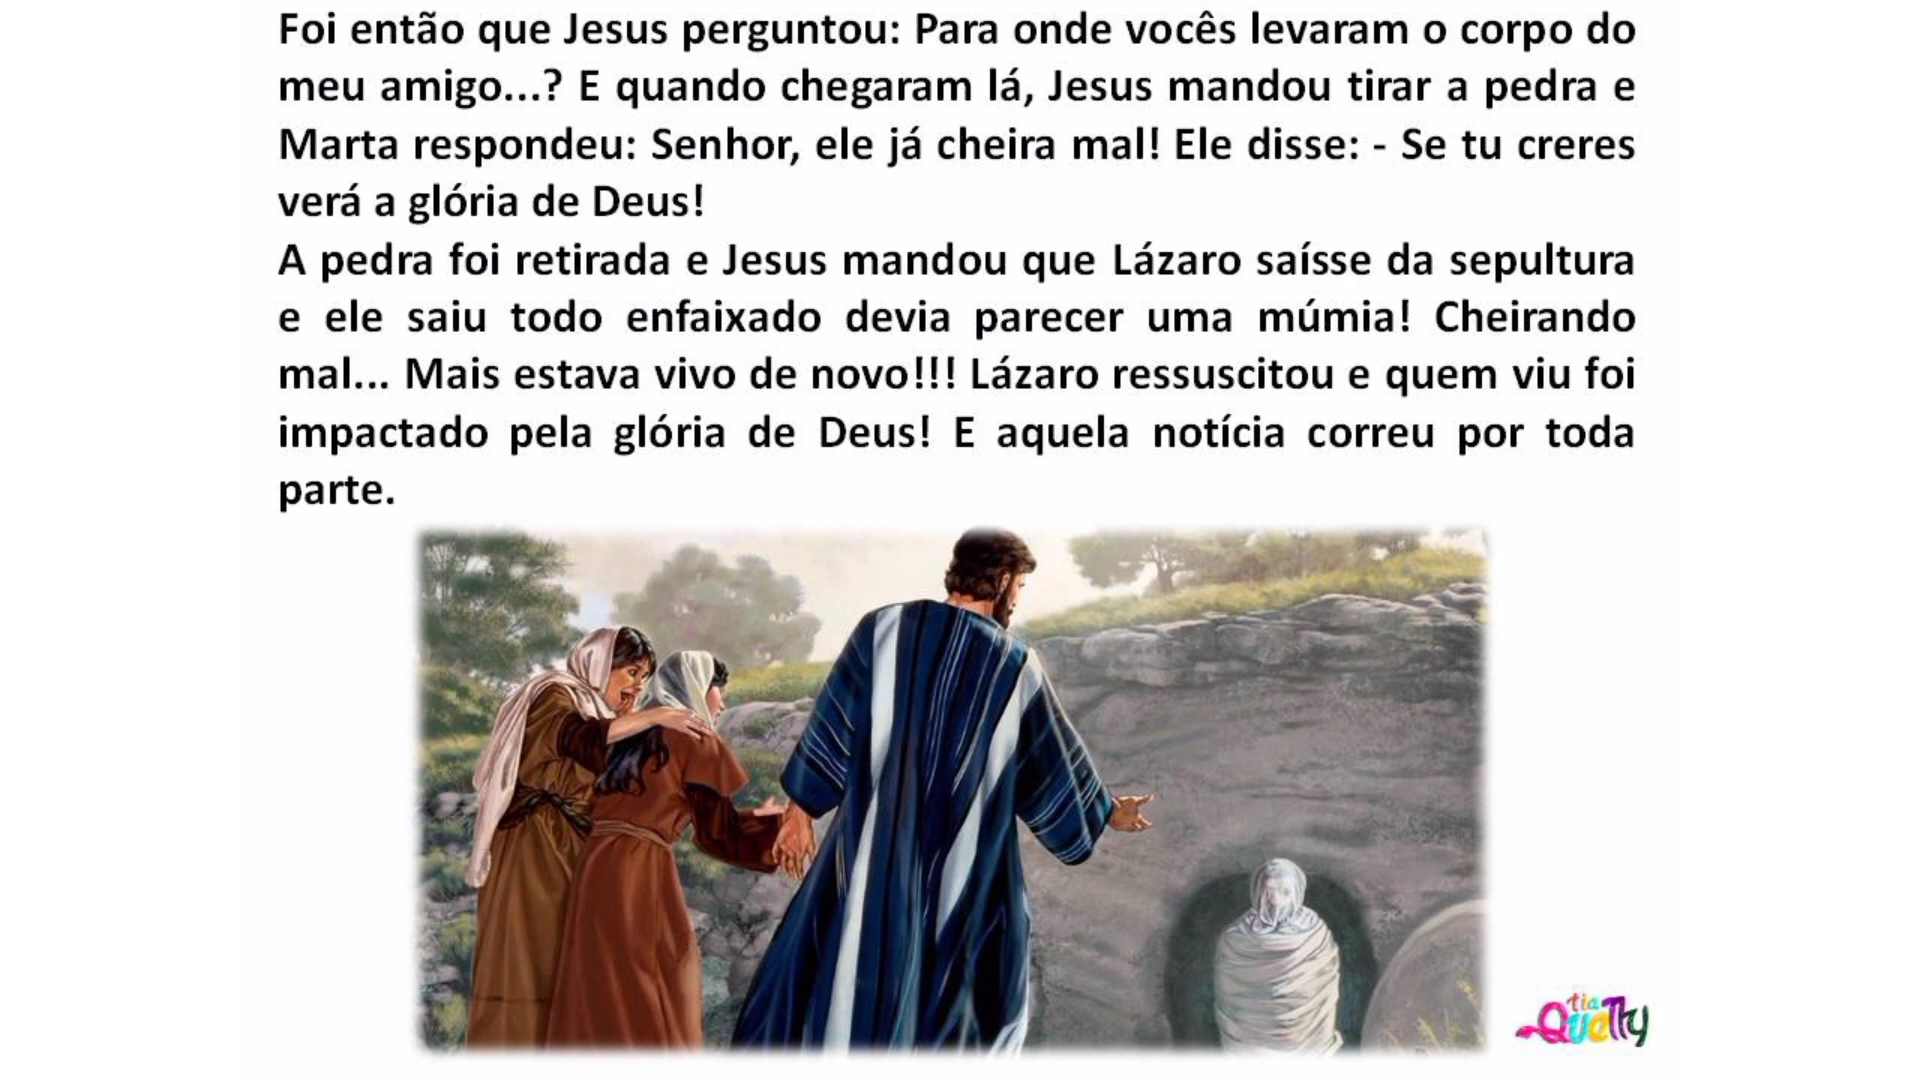 Foi então que Jesus perguntou: Para onde vocês levaram o corpo do
meu amigo...? E quando chegaram lá, Jesus mandou tirar a pedra e
Marta respondeu: Senhor, ele já cheira mal! Ele disse: - Se tu creres
verá a glória de Deus!
A pedra foi retirada e Jesus mandou que Lázaro saísse da sepultura
e ele saiu todo enfaixado devia parecer uma múmia! Cheirando
mal... Mais estava vivo de novo!!! Lázaro ressuscitou e quem viu foi
impactado pela glória de Deus! E aquela notícia correu por toda
parte.
tia
Quelhy